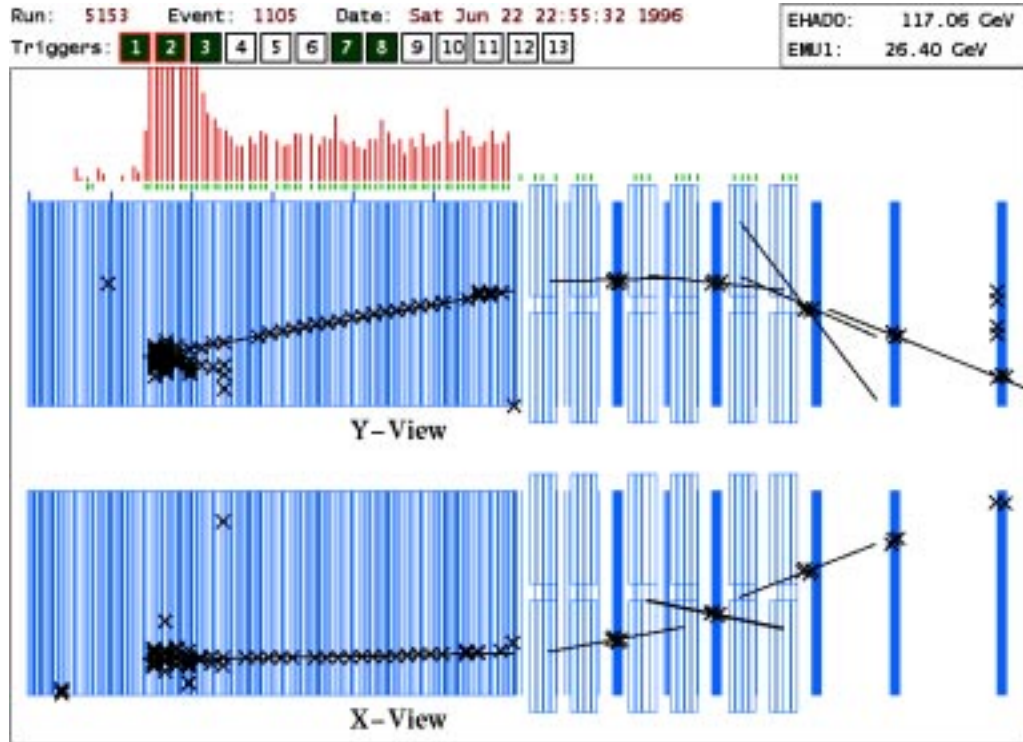 Run: 5153 Event: 1105 Date: Sat Jun 22 22:55:32 1996
Triggers: 1 2 3 4 5 6 7 8 9 10 11 12 13
EHAD0: 117.06 GeV
EMU1: 26.40 GeV
Y-View
X-View